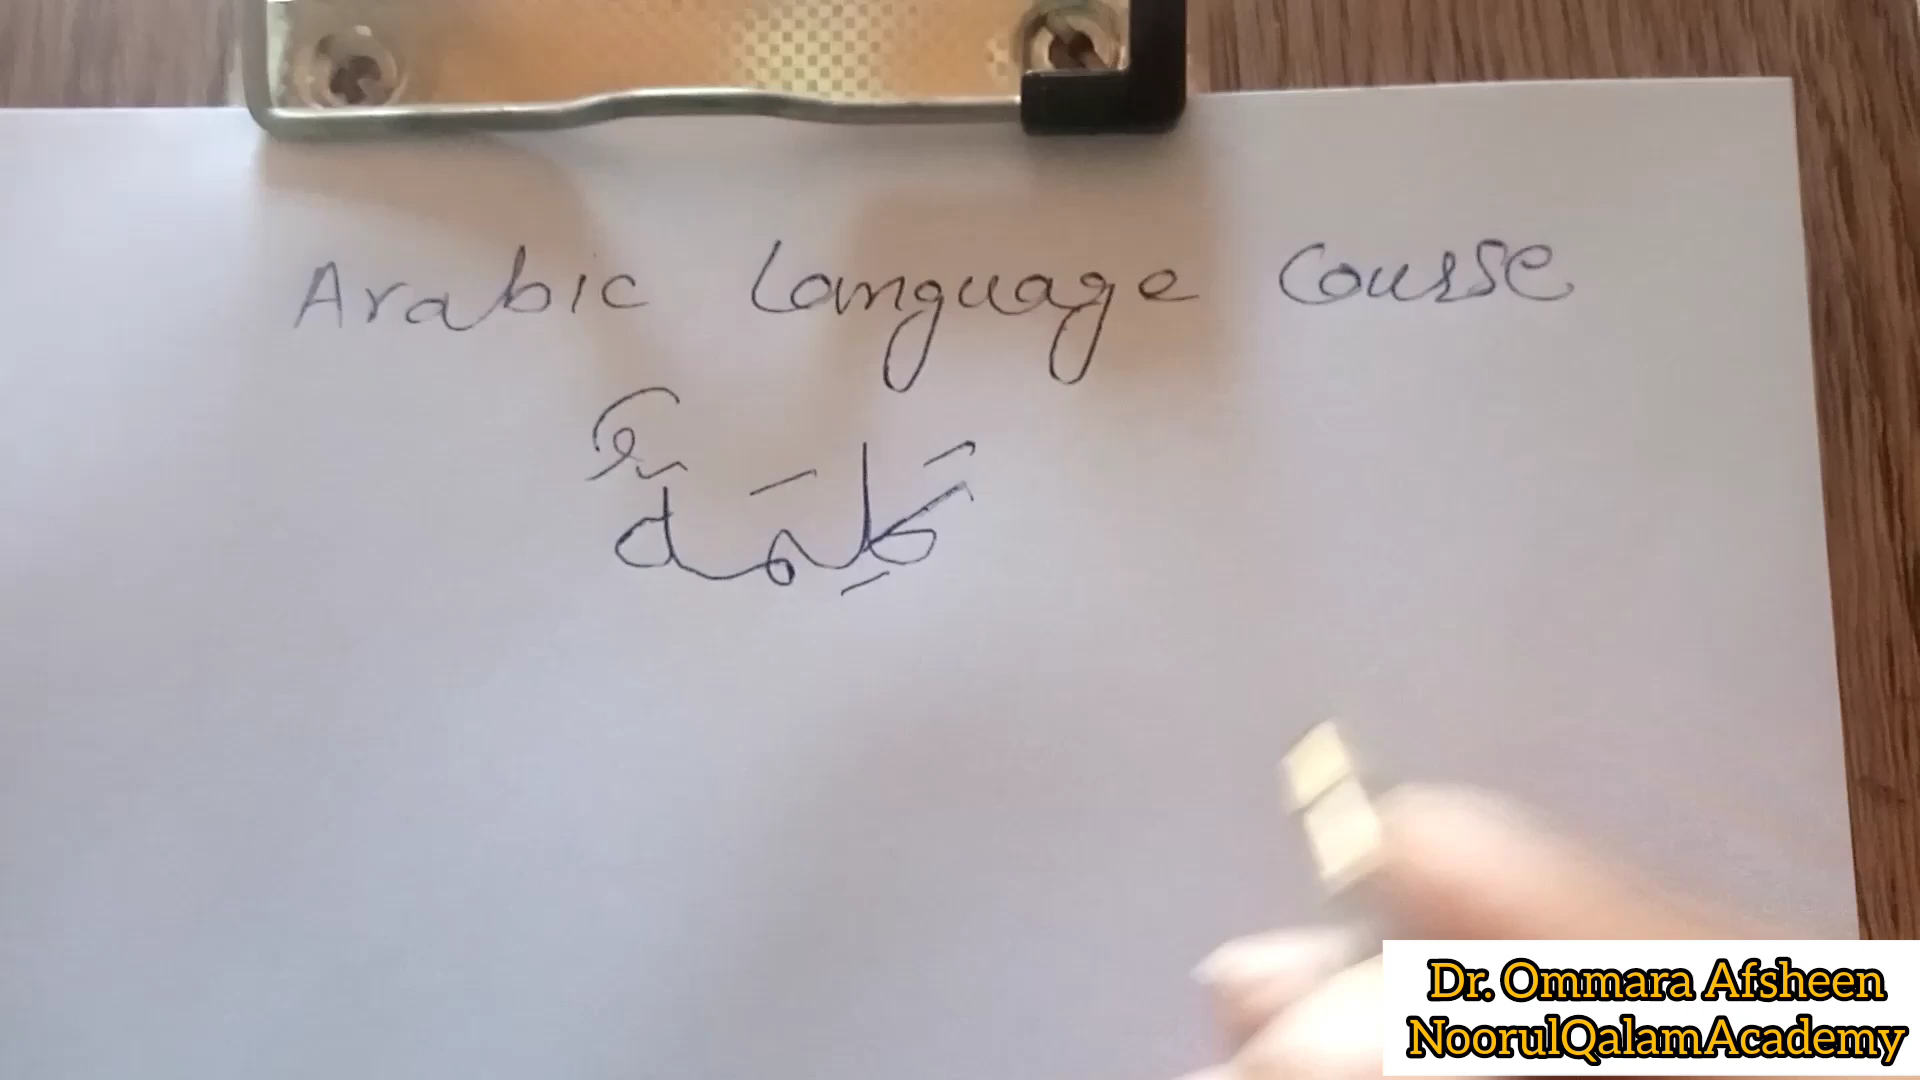 Arabic Language Course
كَلِمَة
Dr. Ommara Afsheen
NoorulQalamAcademy